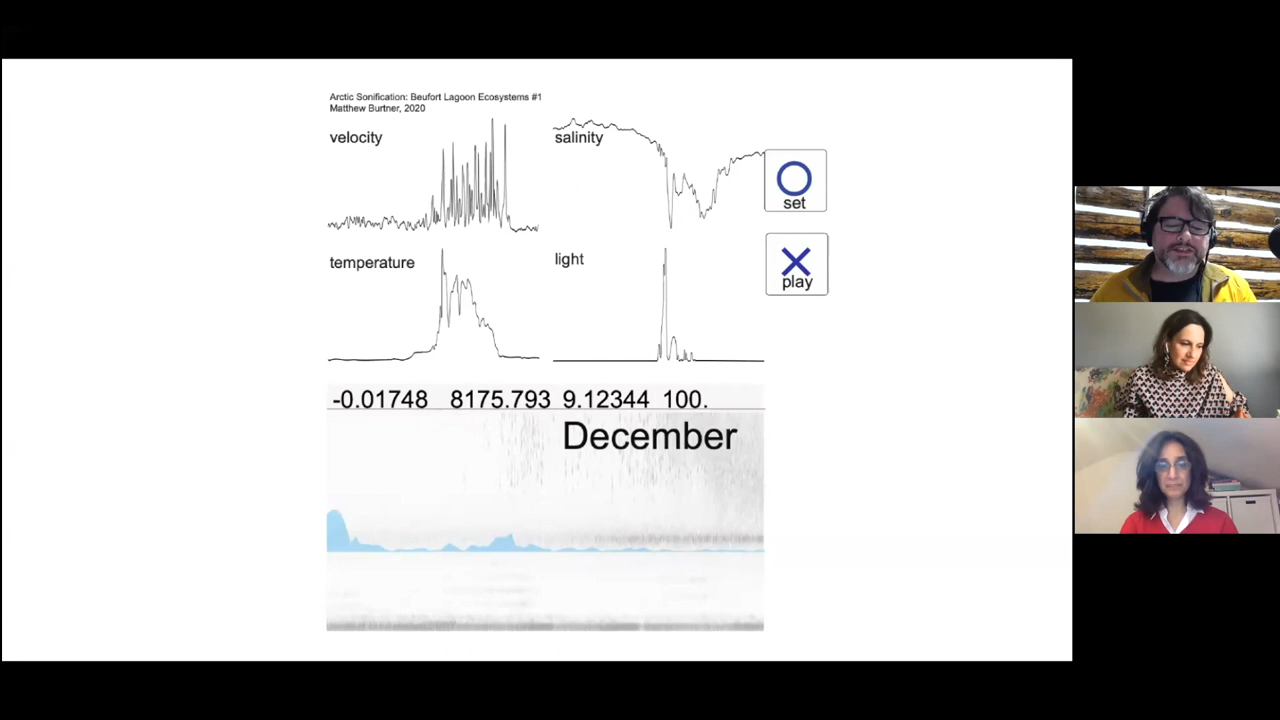 Arctic Sonification: Beufort Lagoon Ecosystems #1
Matthew Burtner, 2020
velocity
salinity
set
temperature
light
play
-0.01748 8175.793 9.12344 100.
December